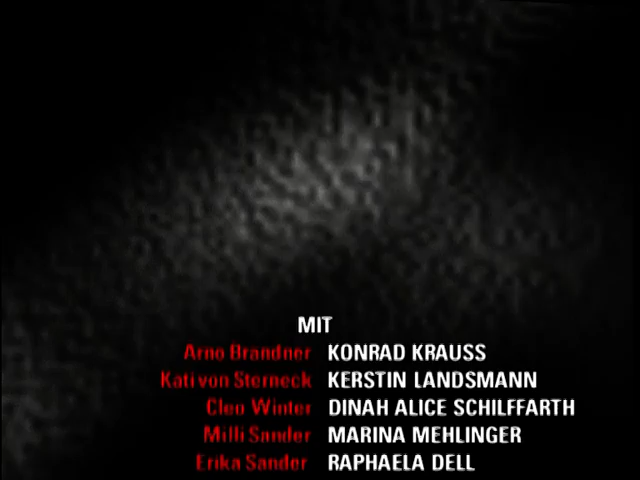 MIT
Arno Brandner KONRAD KRAUSS
Kati von Sterneck KERSTIN LANDSMANN
Cleo Winter DINAH ALICE SCHILFFARTH
Milli Sander MARINA MEHLINGER
Erika Sander RAPHAELA DELL